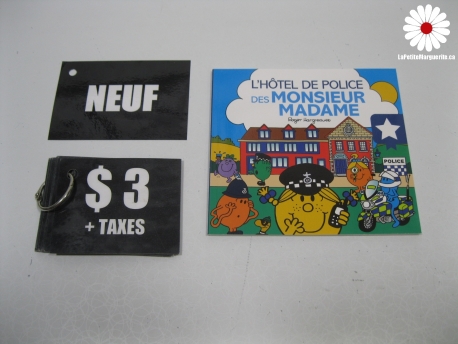 LaPetiteMarguerite.ca
NEUF
$ 3
+ TAXES
L'HÔTEL DE POLICE
DES MONSIEUR
MADAME
Roger Hargreaves
POLICE